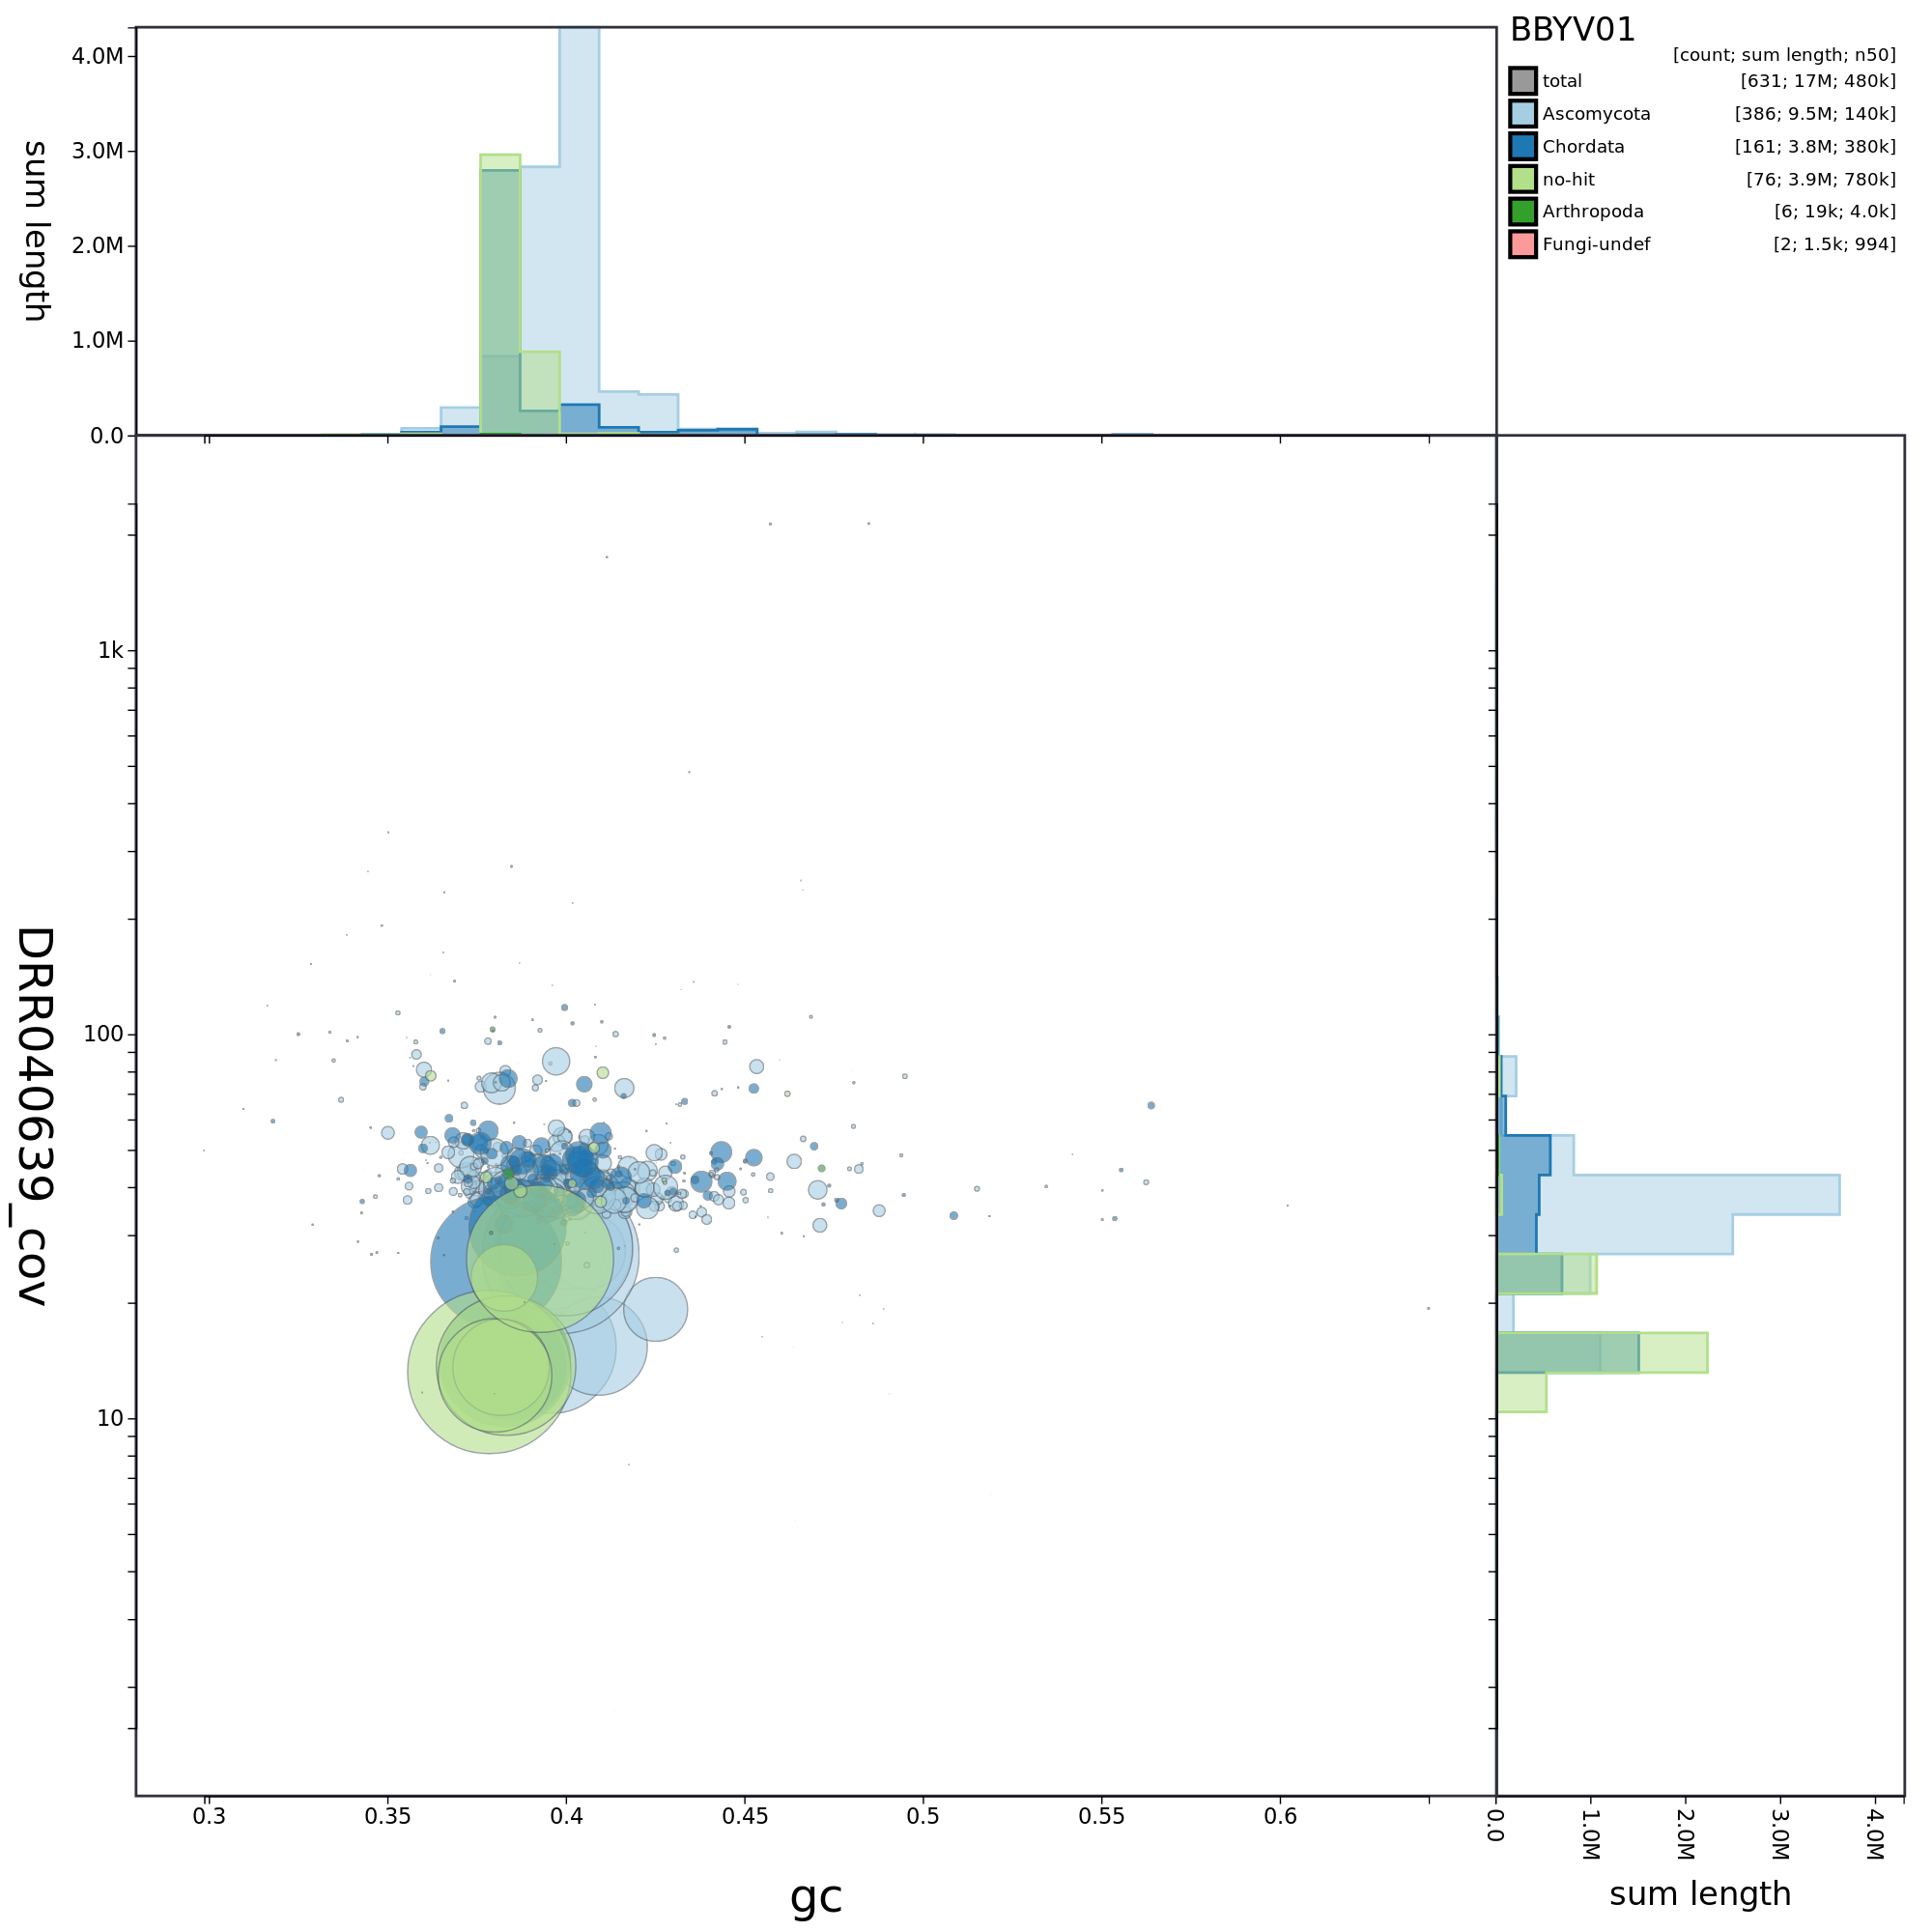 BBYV01
[count; sum length; n50]
total [631; 17M; 480k]
Ascomycota [386; 9.5M; 140k]
Chordata [161; 3.8M; 380k]
no-hit [76; 3.9M; 780k]
Arthropoda [6; 19k; 4.0k]
Fungi-undef [2; 1.5k; 994]
sum length
4.0M
3.0M
2.0M
1.0M
0.0
DRR040639_cov
1k
100
10
0.3 0.35 0.4 0.45 0.5 0.55 0.6
gc
0.0 1.0M 2.0M 3.0M 4.0M
sum length